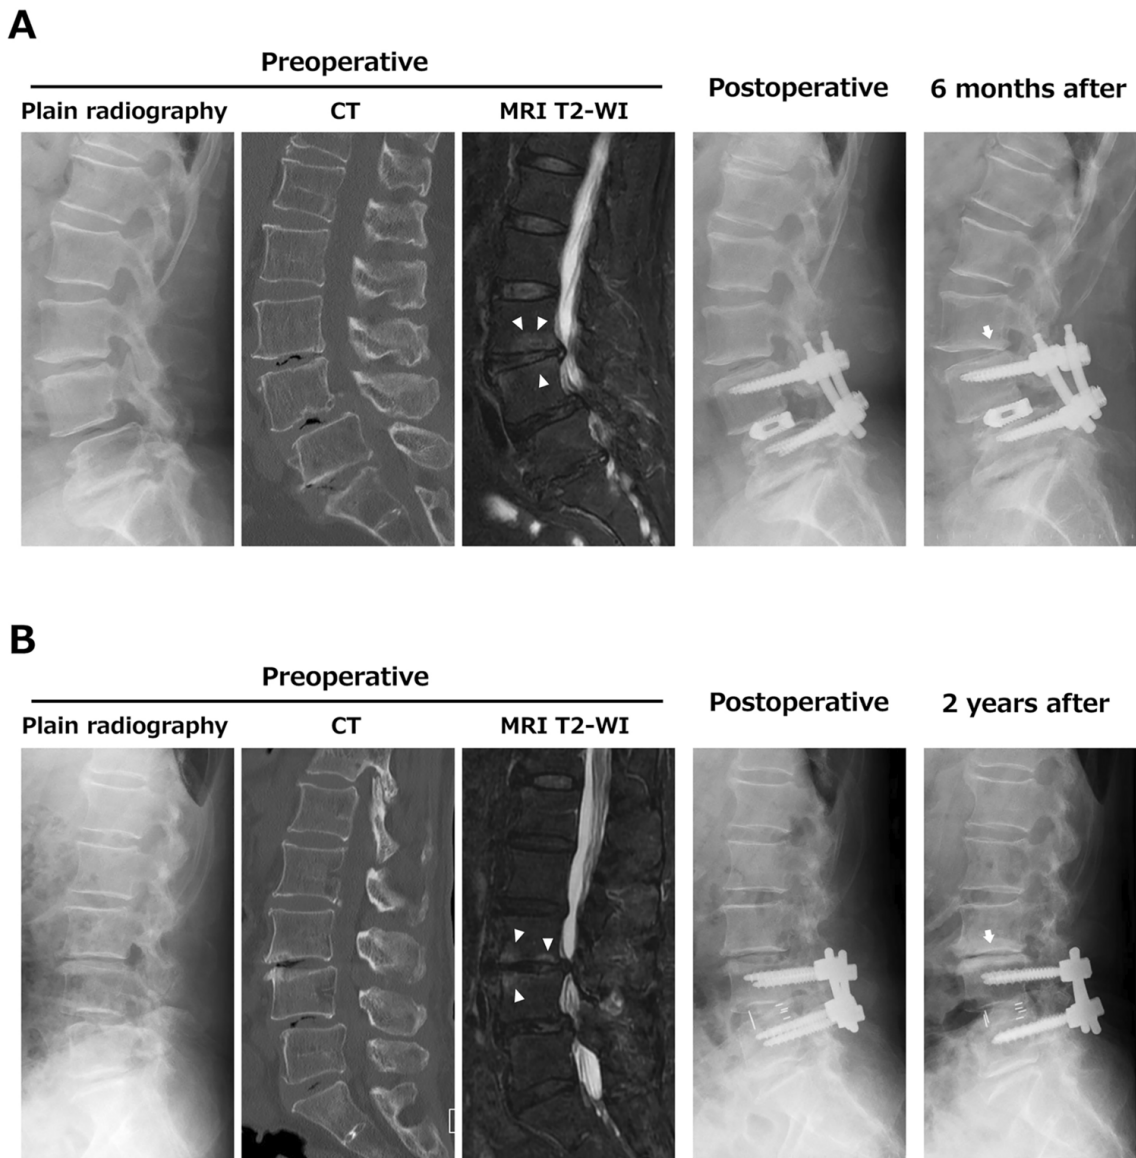 A
Preoperative
Plain radiography CT MRI T2-WI
Postoperative
6 months after
B
Preoperative
Plain radiography CT MRI T2-WI
Postoperative
2 years after